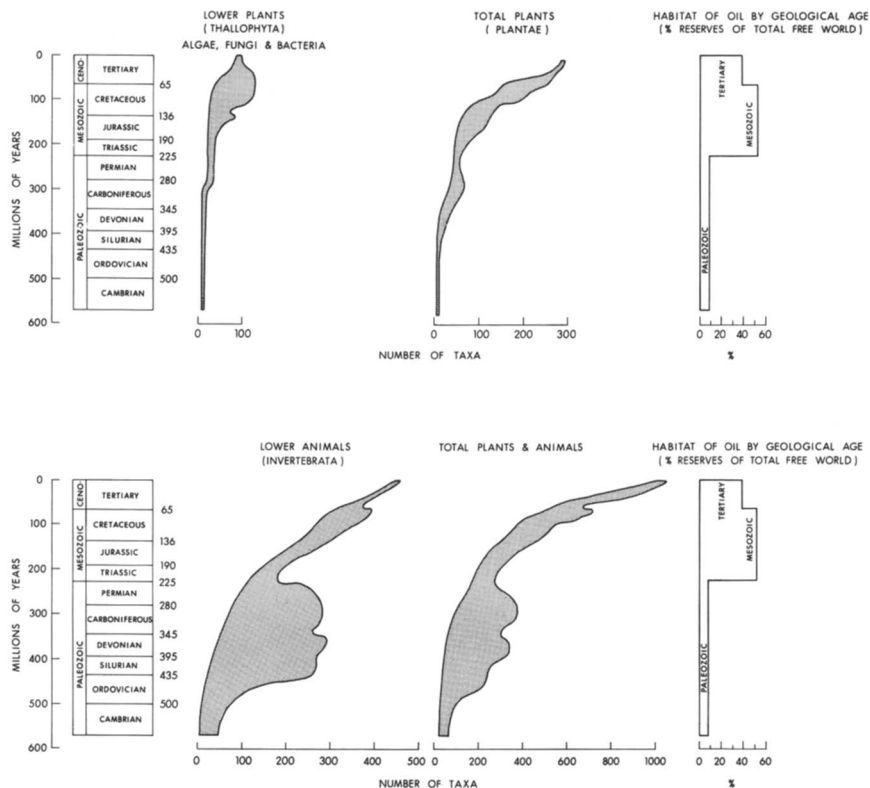 LOWER PLANTS
(THALLOPHYTA)
ALGAE, FUNGI & BACTERIA
TOTAL PLANTS
(PLANTAE)
HABITAT OF OIL BY GEOLOGICAL AGE
(% RESERVES OF TOTAL FREE WORLD)
MILLIONS OF YEARS
0
100
200
300
400
500
600
CENO-
MESOZOIC
PALEOZOIC
TERTIARY
65
CRETACEOUS
136
JURASSIC
190
TRIASSIC
225
PERMIAN
280
CARBONIFEROUS
345
DEVONIAN
395
SILURIAN
435
ORDOVICIAN
500
CAMBRIAN
0 100
0 100 200 300
NUMBER OF TAXA
TERTIARY
MESOZOIC
PALEOZOIC
0 20 40 60
%
LOWER ANIMALS
(INVERTEBRATA)
TOTAL PLANTS & ANIMALS
HABITAT OF OIL BY GEOLOGICAL AGE
(% RESERVES OF TOTAL FREE WORLD)
MILLIONS OF YEARS
0
100
200
300
400
500
600
CENO-
MESOZOIC
PALEOZOIC
TERTIARY
65
CRETACEOUS
136
JURASSIC
190
TRIASSIC
225
PERMIAN
280
CARBONIFEROUS
345
DEVONIAN
395
SILURIAN
435
ORDOVICIAN
500
CAMBRIAN
0 100 200 300 400 500
0 200 400 600 800 1000
NUMBER OF TAXA
TERTIARY
MESOZOIC
PALEOZOIC
0 20 40 60
%